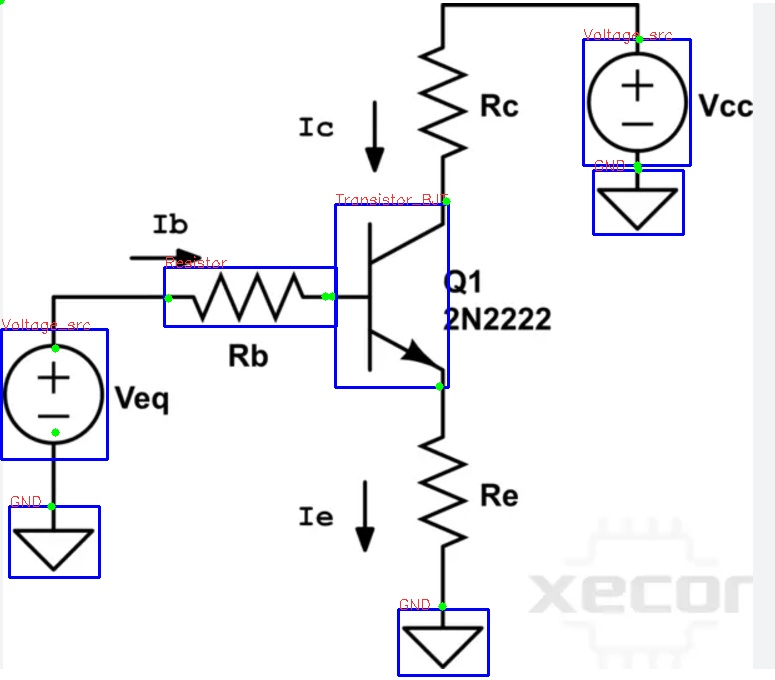 Voltage_src
Rc
Vcc
Ic
GND
Transistor_BJT
Ib
Resistor
Q1
2N2222
Voltage_src
Rb
Veq
GND
Re
Ie
xecor
GND